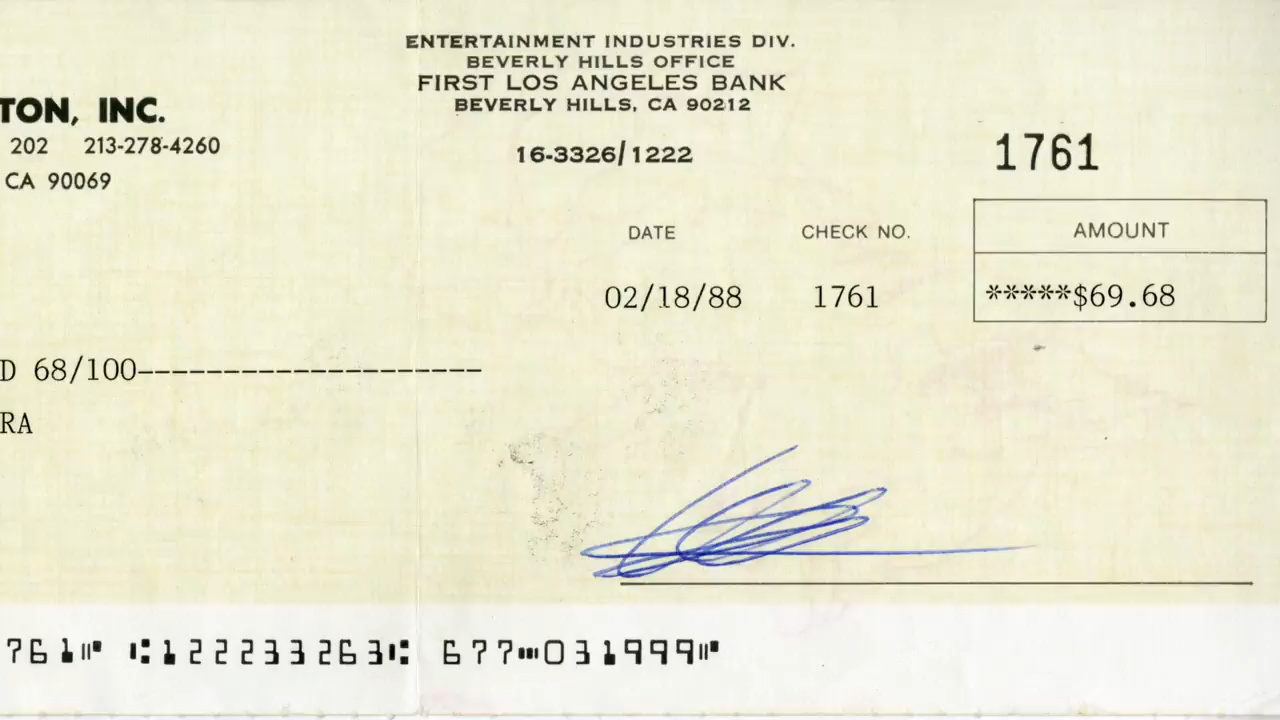 ENTERTAINMENT INDUSTRIES DIV.
BEVERLY HILLS OFFICE
FIRST LOS ANGELES BANK
BEVERLY HILLS, CA 90212
TON, INC.
202 213-278-4260
CA 90069
16-3326/1222
1761
DATE CHECK NO. AMOUNT
02/18/88 1761 *****$69.68
D 68/100--------------------
RA
761⑈ ⑆122233263⑆ 677⑉031999⑈